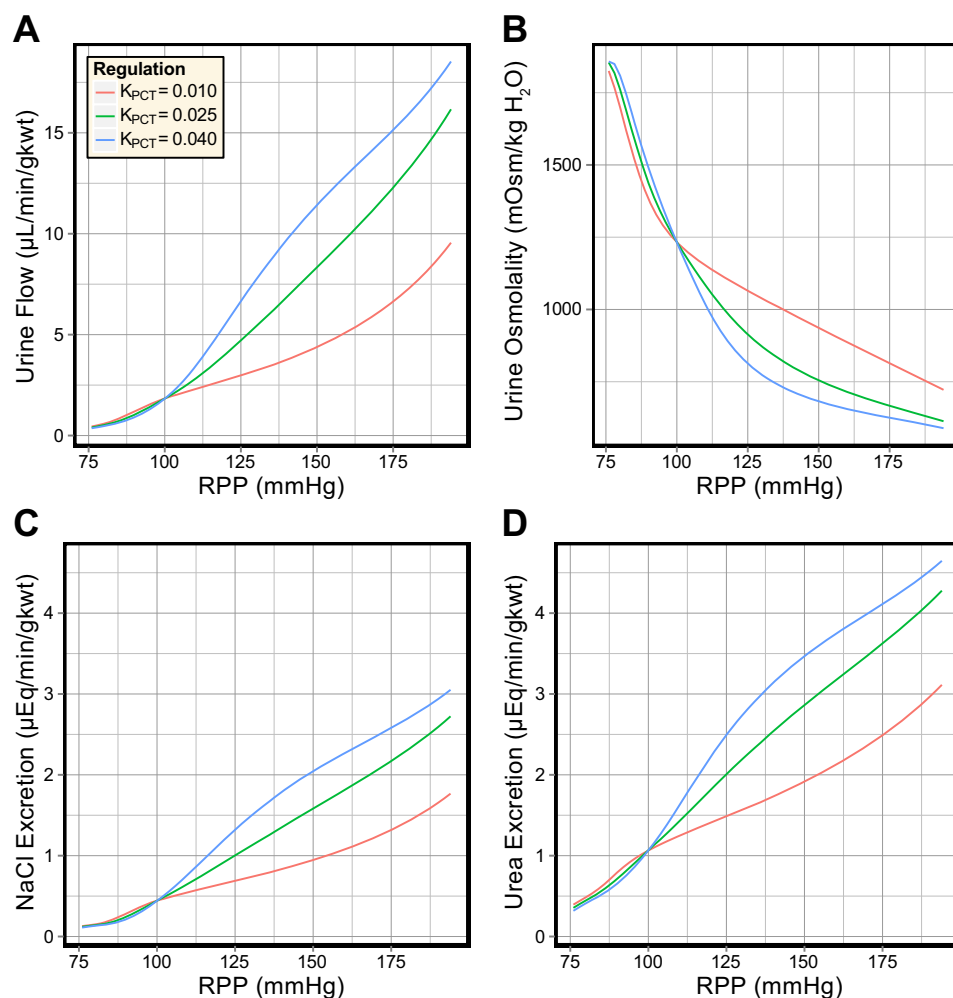 A
Urine Flow (µL/min/gkwt)
15
10
5
0
Regulation
K_PCT = 0.010
K_PCT = 0.025
K_PCT = 0.040
75 100 125 150 175
RPP (mmHg)
B
Urine Osmolality (mOsm/kg H₂O)
1500
1000
75 100 125 150 175
RPP (mmHg)
C
NaCl Excretion (µEq/min/gkwt)
4
3
2
1
0
75 100 125 150 175
RPP (mmHg)
D
Urea Excretion (µEq/min/gkwt)
4
3
2
1
0
75 100 125 150 175
RPP (mmHg)